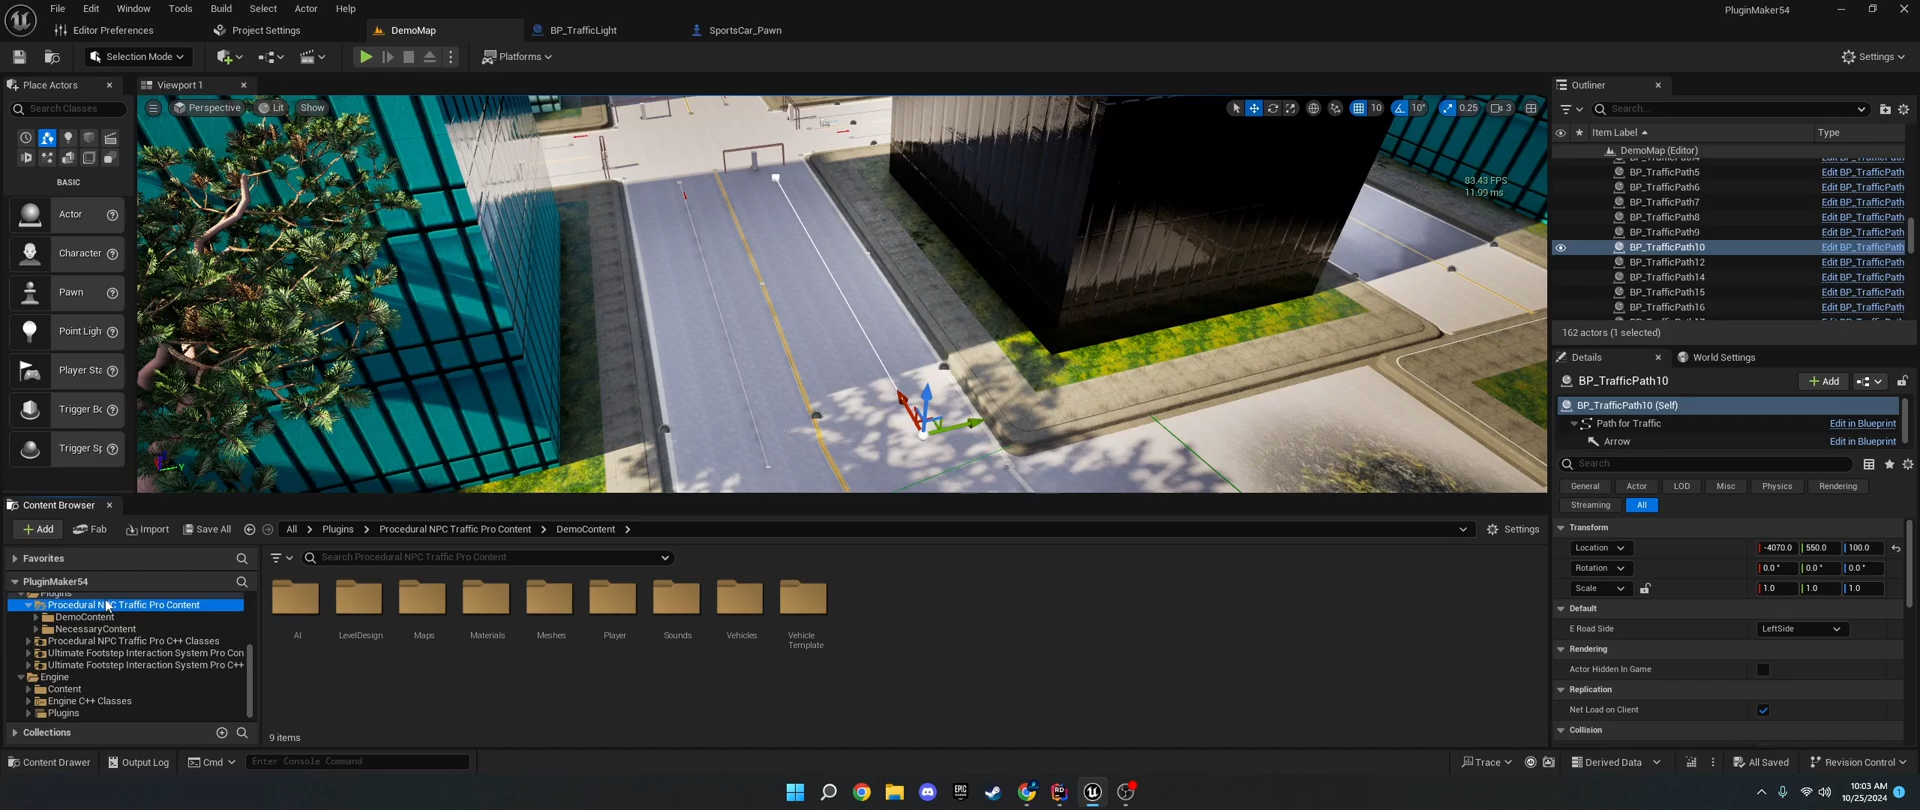 File Edit Window Tools Build Select Actor Help
PluginMaker54
Editor Preferences
Project Settings
DemoMap
BP_TrafficLight
SportsCar_Pawn
Selection Mode
Platforms
Settings
Place Actors
Search Classes
BASIC
Actor
Character
Pawn
Point Ligh
Player Sta
Trigger Bo
Trigger Sp
Viewport 1
Perspective
Lit
Show
10
10°
0.25
3
83.43 FPS
11.99 ms
Outliner
Search...
Item Label
Type
DemoMap (Editor)
BP_TrafficPath4 Edit BP_TrafficPath
BP_TrafficPath5 Edit BP_TrafficPath
BP_TrafficPath6 Edit BP_TrafficPath
BP_TrafficPath7 Edit BP_TrafficPath
BP_TrafficPath8 Edit BP_TrafficPath
BP_TrafficPath9 Edit BP_TrafficPath
BP_TrafficPath10 Edit BP_TrafficPath
BP_TrafficPath12 Edit BP_TrafficPath
BP_TrafficPath14 Edit BP_TrafficPath
BP_TrafficPath15 Edit BP_TrafficPath
BP_TrafficPath16 Edit BP_TrafficPath
162 actors (1 selected)
Details
World Settings
BP_TrafficPath10
Add
BP_TrafficPath10 (Self)
Path for Traffic Edit in Blueprint
Arrow Edit in Blueprint
Search
General Actor LOD Misc Physics Rendering
Streaming All
Transform
Location -4070.0 550.0 100.0
Rotation 0.0 ° 0.0 ° 0.0 °
Scale 1.0 1.0 1.0
Default
E Road Side LeftSide
Rendering
Actor Hidden In Game
Replication
Net Load on Client
Collision
Content Browser
Add Fab Import Save All All Plugins Procedural NPC Traffic Pro Content DemoContent Settings
Favorites
PluginMaker54
Plugins
Procedural NPC Traffic Pro Content
DemoContent
NecessaryContent
Procedural NPC Traffic Pro C++ Classes
Ultimate Footstep Interaction System Pro Con
Ultimate Footstep Interaction System Pro C++
Engine
Content
Engine C++ Classes
Plugins
Collections
Search Procedural NPC Traffic Pro Content
AI
LevelDesign
Maps
Materials
Meshes
Player
Sounds
Vehicles
Vehicle
Template
9 items
Content Drawer
Output Log
Cmd
Enter Console Command
Trace
Derived Data
All Saved
Revision Control
EPIC
GAMES
RD
10:03 AM
10/25/2024